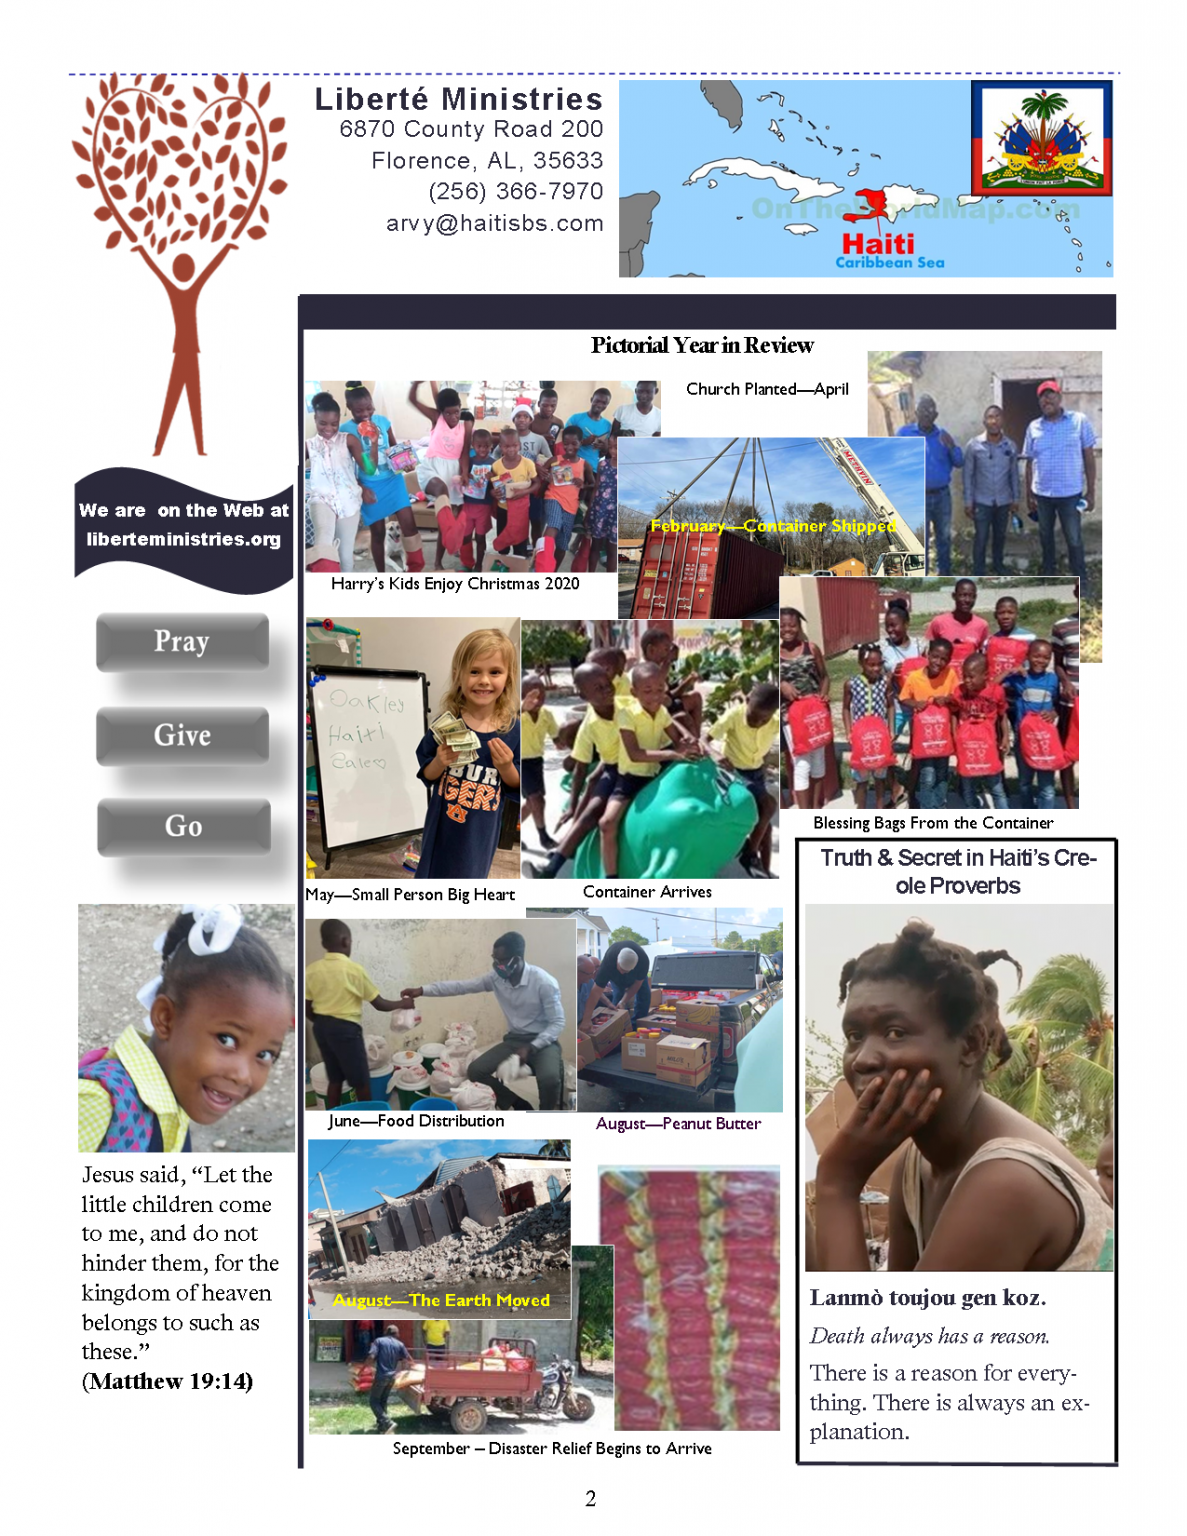 Liberté Ministries
6870 County Road 200
Florence, AL, 35633
(256) 366-7970
arvy@haitisbs.com
OnTheWorldMap.com
Haiti
Caribbean Sea
We are on the Web at
liberteministries.org
Pray
Give
Go
Jesus said, “Let the
little children come
to me, and do not
hinder them, for the
kingdom of heaven
belongs to such as
these.”
(Matthew 19:14)
Pictorial Year in Review
Church Planted—April
February—Container Shipped
Harry’s Kids Enjoy Christmas 2020
Oakley
Haiti
Sale
Blessing Bags From the Container
May—Small Person Big Heart
Container Arrives
June—Food Distribution
August—Peanut Butter
August—The Earth Moved
September – Disaster Relief Begins to Arrive
Truth & Secret in Haiti’s Cre-
ole Proverbs
Lanmò toujou gen koz.
Death always has a reason.
There is a reason for every-
thing. There is always an ex-
planation.
2